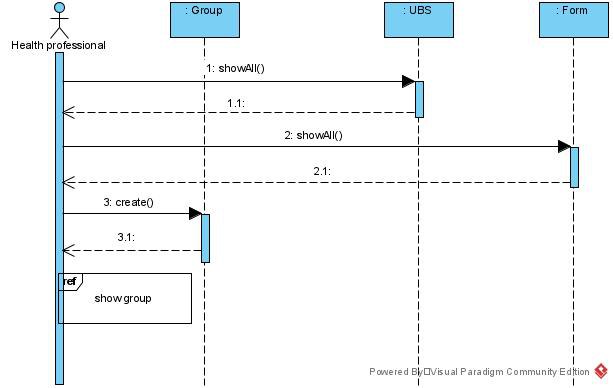 : Group
: UBS
: Form
Health professional
1: showAll()
1.1:
2: showAll()
2.1:
3: create()
3.1:
ref
show group
Powered By□Visual Paradigm Community Edition